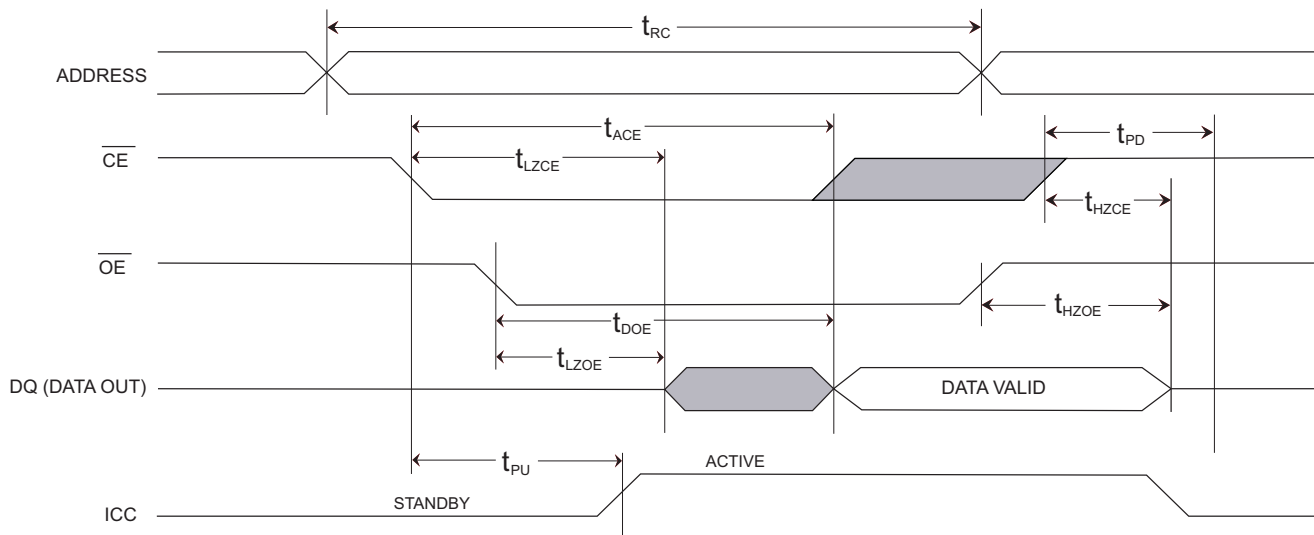 tRC
ADDRESS
tACE
tPD
CE
tLZCE
tHZCE
OE
tHZOE
tDOE
tLZOE
DQ (DATA OUT)
DATA VALID
tPU
ACTIVE
STANDBY
ICC